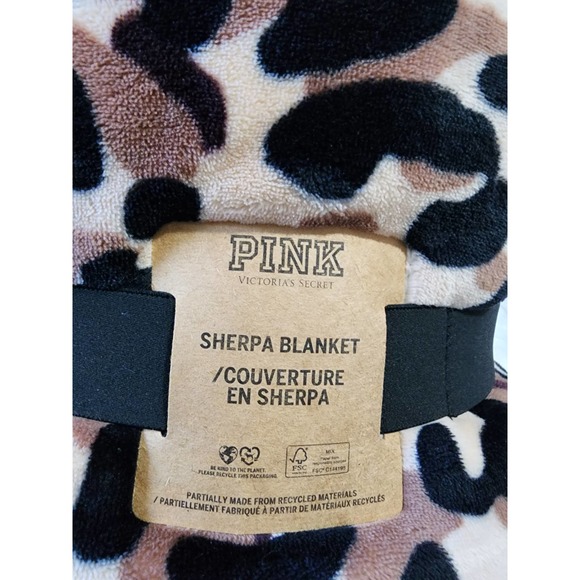 PINK
VICTORIA'S SECRET
SHERPA BLANKET
/COUVERTURE
EN SHERPA
BE KIND TO THE PLANET.
PLEASE RECYCLE THIS PACKAGING.
FSC
MIX
FSC®
PARTIALLY MADE FROM RECYCLED MATERIALS
/ PARTIELLEMENT FABRIQUÉ À PARTIR DE MATÉRIAUX RECYCLÉS